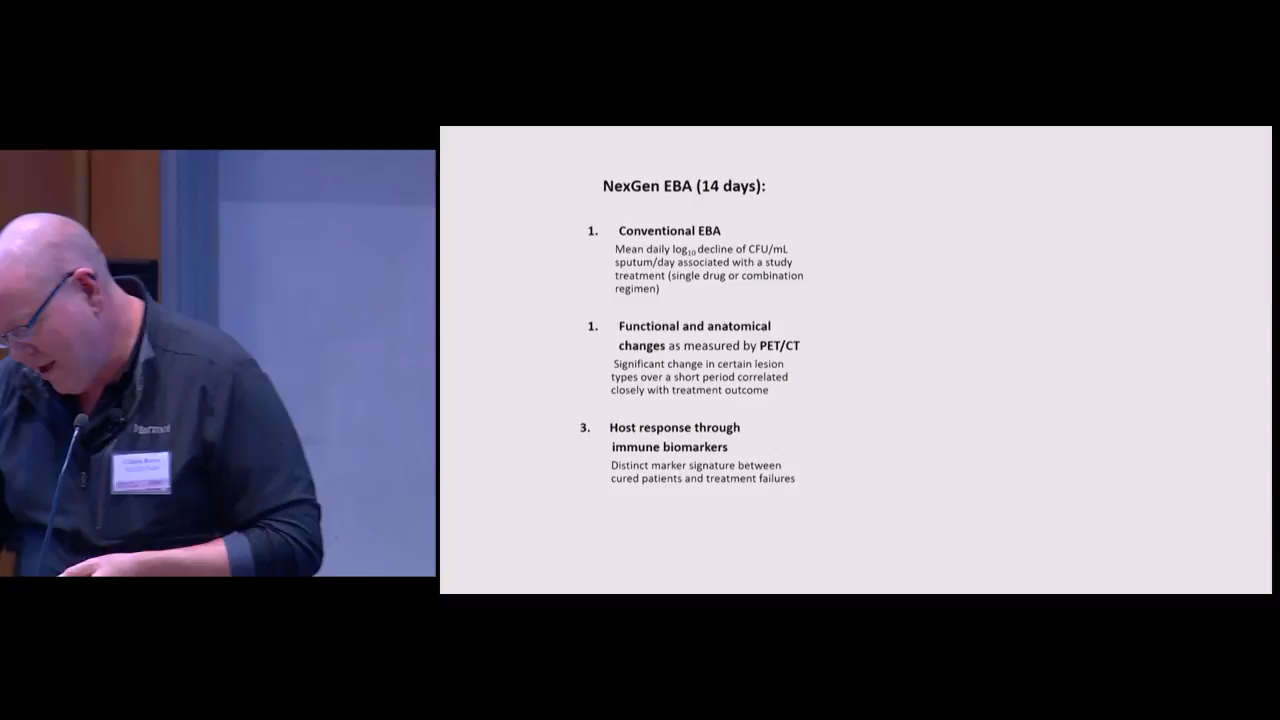 NexGen EBA (14 days):
1. Conventional EBA
Mean daily log10 decline of CFU/mL
sputum/day associated with a study
treatment (single drug or combination
regimen)
1. Functional and anatomical
changes as measured by PET/CT
Significant change in certain lesion
types over a short period correlated
closely with treatment outcome
3. Host response through
immune biomarkers
Distinct marker signature between
cured patients and treatment failures